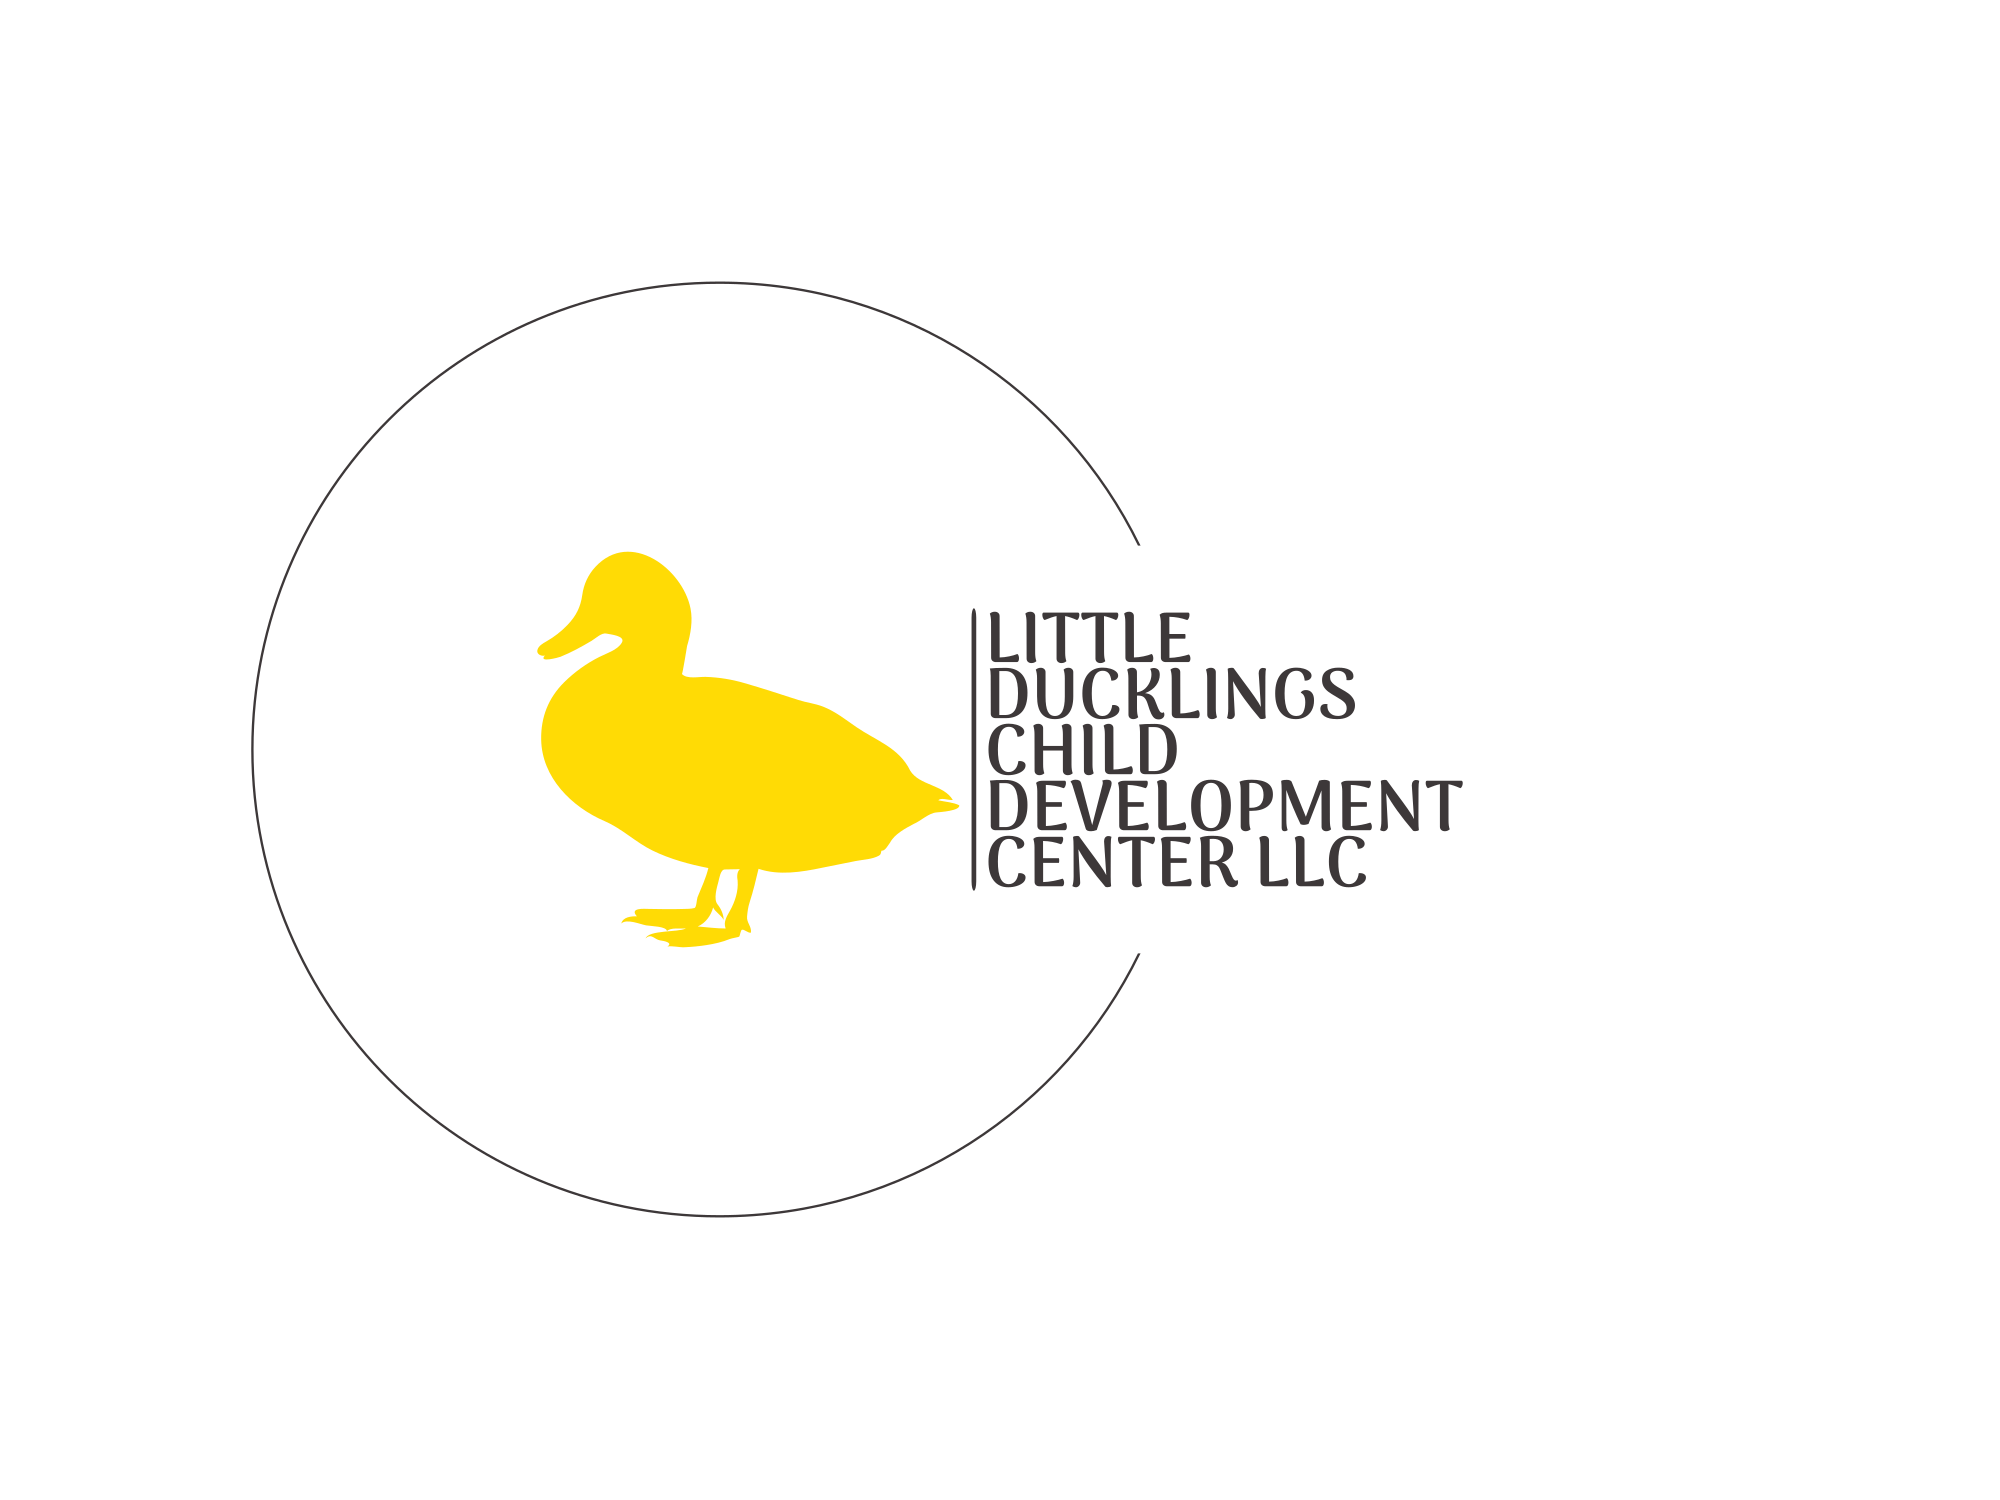 LITTLE
DUCKLINGS
CHILD
DEVELOPMENT
CENTER LLC